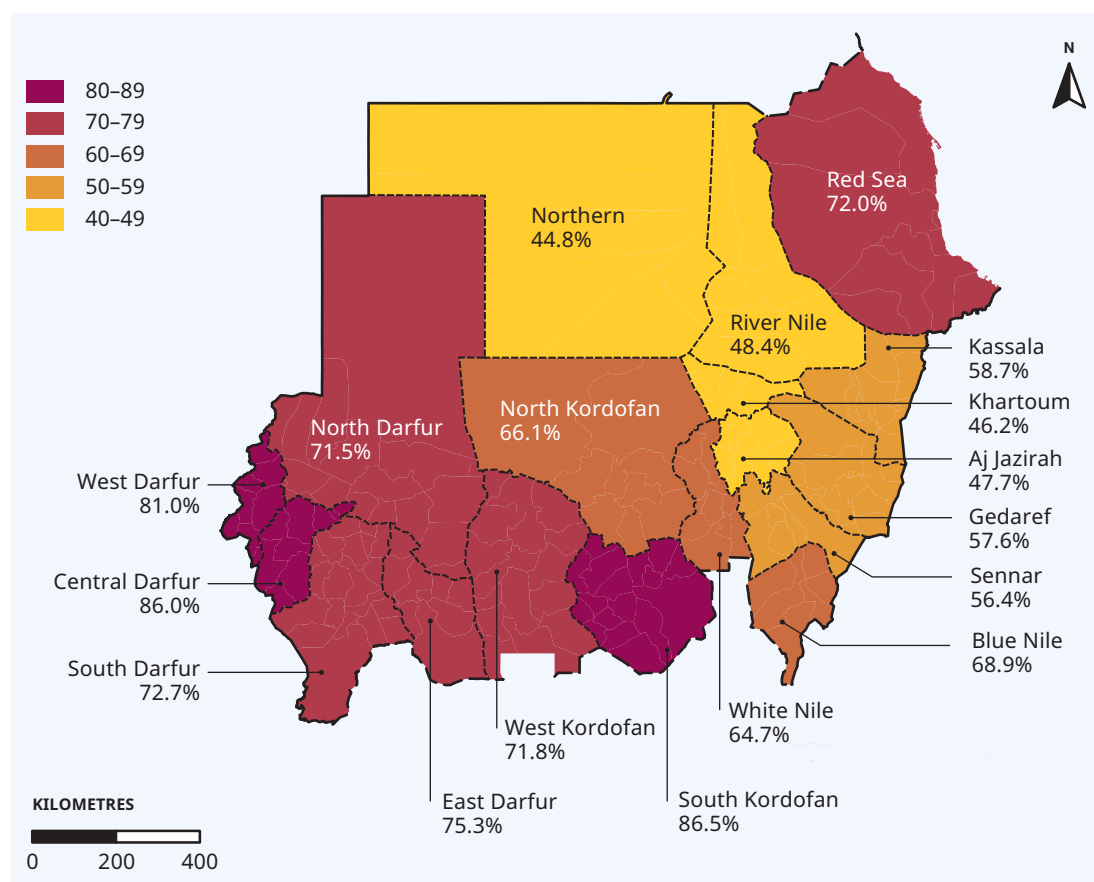 N
80–89
70–79
60–69
50–59
40–49
Red Sea
72.0%
Northern
44.8%
River Nile
48.4%
Kassala
58.7%
North Kordofan
66.1%
Khartoum
46.2%
North Darfur
71.5%
Aj Jazirah
47.7%
West Darfur
81.0%
Gedaref
57.6%
Central Darfur
86.0%
Sennar
56.4%
Blue Nile
68.9%
South Darfur
72.7%
White Nile
64.7%
West Kordofan
71.8%
East Darfur
75.3%
South Kordofan
86.5%
KILOMETRES
0 200 400